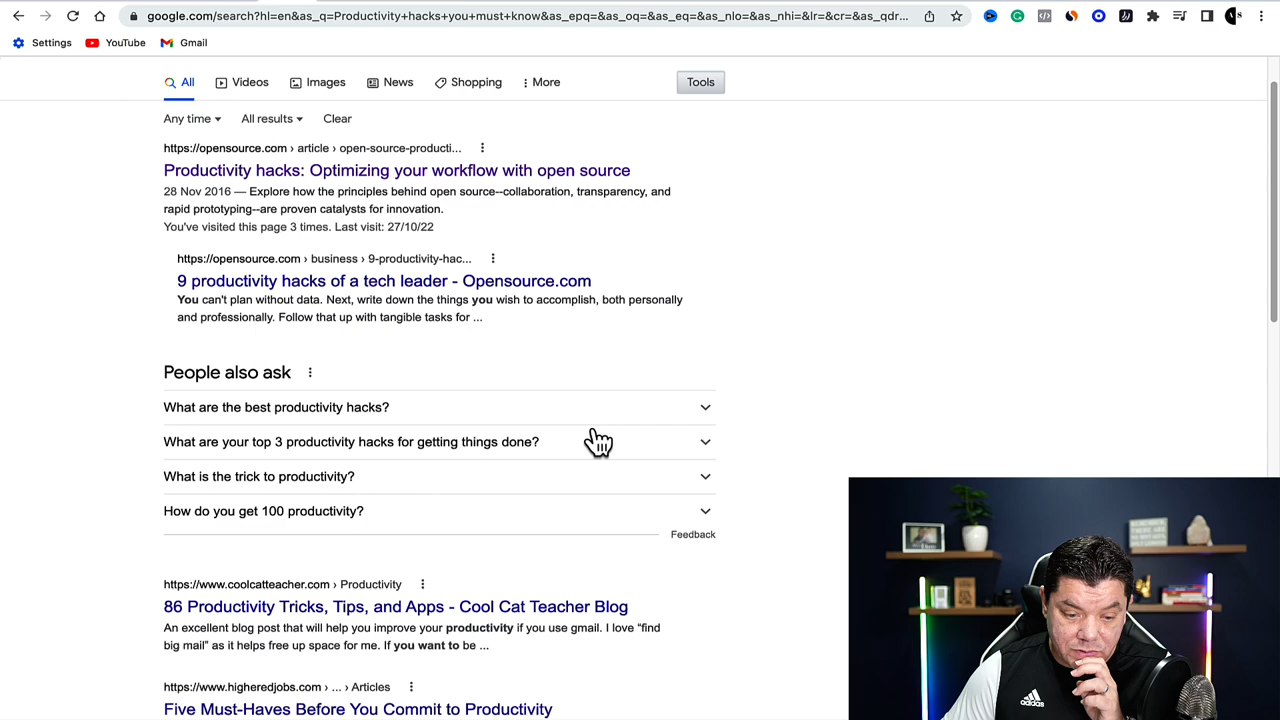 google.com/search?hl=en&as_q=Productivity+hacks+you+must+know&as_epq=&as_oq=&as_eq=&as_nlo=&as_nhi=&lr=&cr=&as_qdr...
Settings YouTube Gmail
All Videos Images News Shopping More Tools
Any time All results Clear
https://opensource.com › article › open-source-producti...
Productivity hacks: Optimizing your workflow with open source
28 Nov 2016 — Explore how the principles behind open source--collaboration, transparency, and
rapid prototyping--are proven catalysts for innovation.
You've visited this page 3 times. Last visit: 27/10/22
https://opensource.com › business › 9-productivity-hac...
9 productivity hacks of a tech leader - Opensource.com
You can't plan without data. Next, write down the things you wish to accomplish, both personally
and professionally. Follow that up with tangible tasks for ...
People also ask
What are the best productivity hacks?
What are your top 3 productivity hacks for getting things done?
What is the trick to productivity?
How do you get 100 productivity?
Feedback
https://www.coolcatteacher.com › Productivity
86 Productivity Tricks, Tips, and Apps - Cool Cat Teacher Blog
An excellent blog post that will help you improve your productivity if you use gmail. I love “find
big mail” as it helps free up space for me. If you want to be ...
https://www.higheredjobs.com › ... › Articles
Five Must-Haves Before You Commit to Productivity
adidas